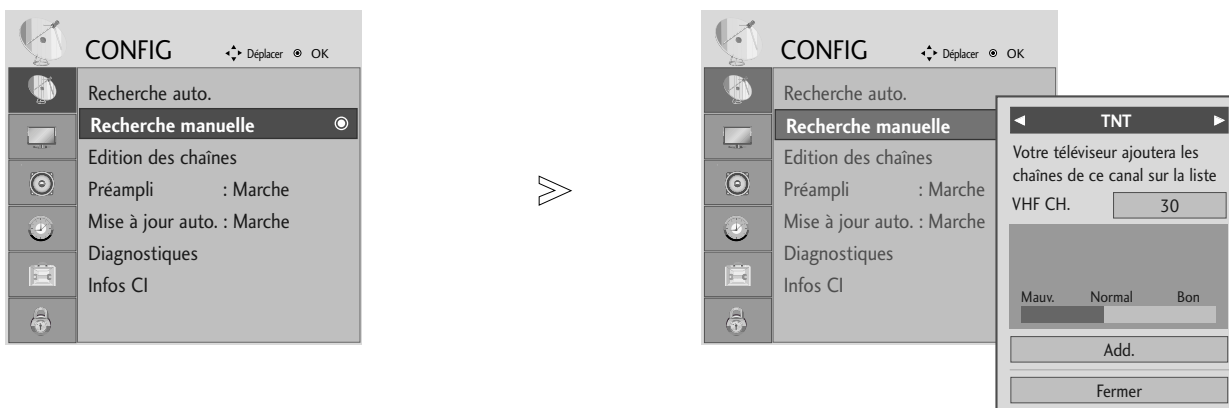 CONFIG Déplacer OK
Recherche auto.
Recherche manuelle
Edition des chaînes
Préampli : Marche
Mise à jour auto. : Marche
Diagnostiques
Infos CI
CONFIG Déplacer OK
Recherche auto.
Recherche manuelle
Edition des chaînes
Préampli : Marche
Mise à jour auto. : Marche
Diagnostiques
Infos CI
TNT
Votre téléviseur ajoutera les
chaînes de ce canal sur la liste
VHF CH. 30
Mauv. Normal Bon
Add.
Fermer